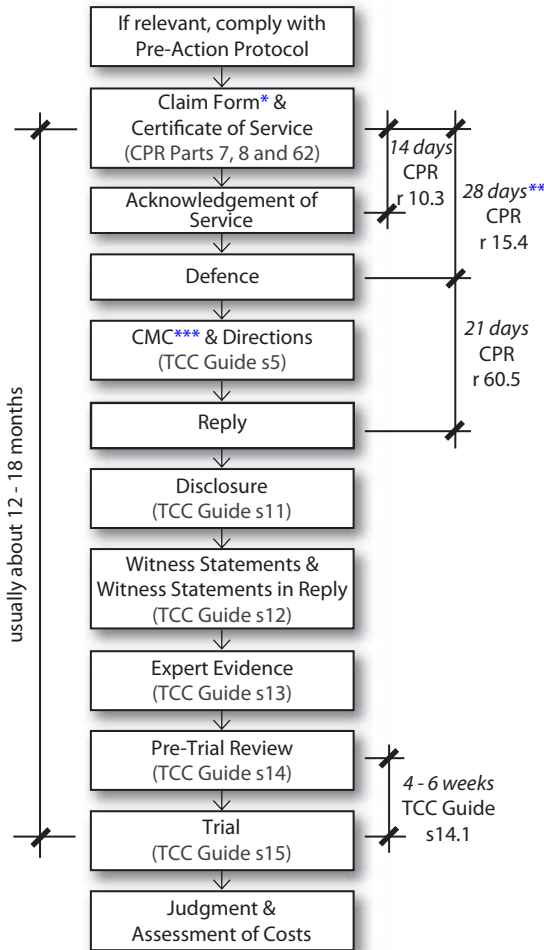 If relevant, comply with
Pre-Action Protocol
Claim Form* &
Certificate of Service
(CPR Parts 7, 8 and 62)
14 days
CPR
r 10.3
Acknowledgement of
Service
28 days**
CPR
r 15.4
Defence
CMC*** & Directions
(TCC Guide s5)
21 days
CPR
r 60.5
Reply
usually about 12 - 18 months
Disclosure
(TCC Guide s11)
Witness Statements &
Witness Statements in Reply
(TCC Guide s12)
Expert Evidence
(TCC Guide s13)
Pre-Trial Review
(TCC Guide s14)
4 - 6 weeks
TCC Guide
s14.1
Trial
(TCC Guide s15)
Judgment &
Assessment of Costs